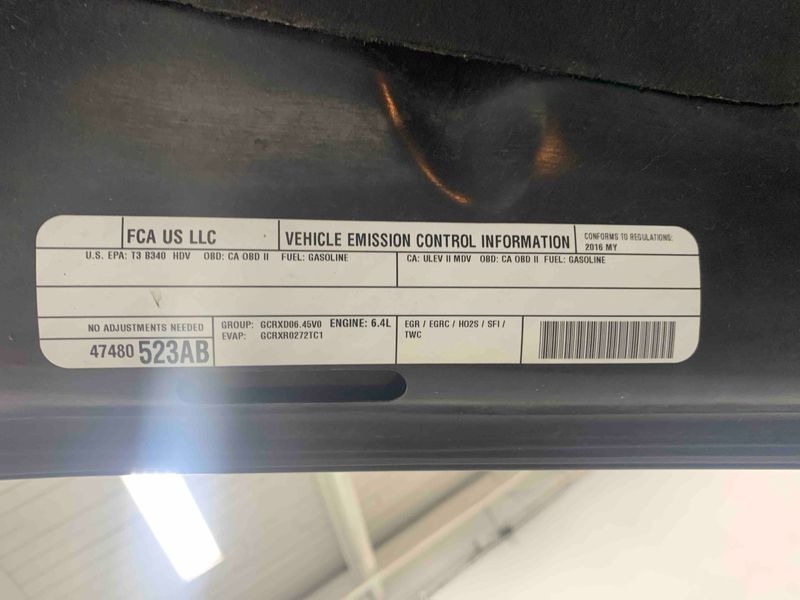 FCA US LLC
VEHICLE EMISSION CONTROL INFORMATION
CONFORMS TO REGULATIONS:
2016 MY
U.S. EPA: T3 B340 HDV OBD: CA OBD II FUEL: GASOLINE
CA: ULEV II MDV OBD: CA OBD II FUEL: GASOLINE
NO ADJUSTMENTS NEEDED
47480 523AB
GROUP: GCRXD06.45V0 ENGINE: 6.4L
EVAP: GCRXR0272TC1
EGR / EGRC / HO2S / SFI /
TWC